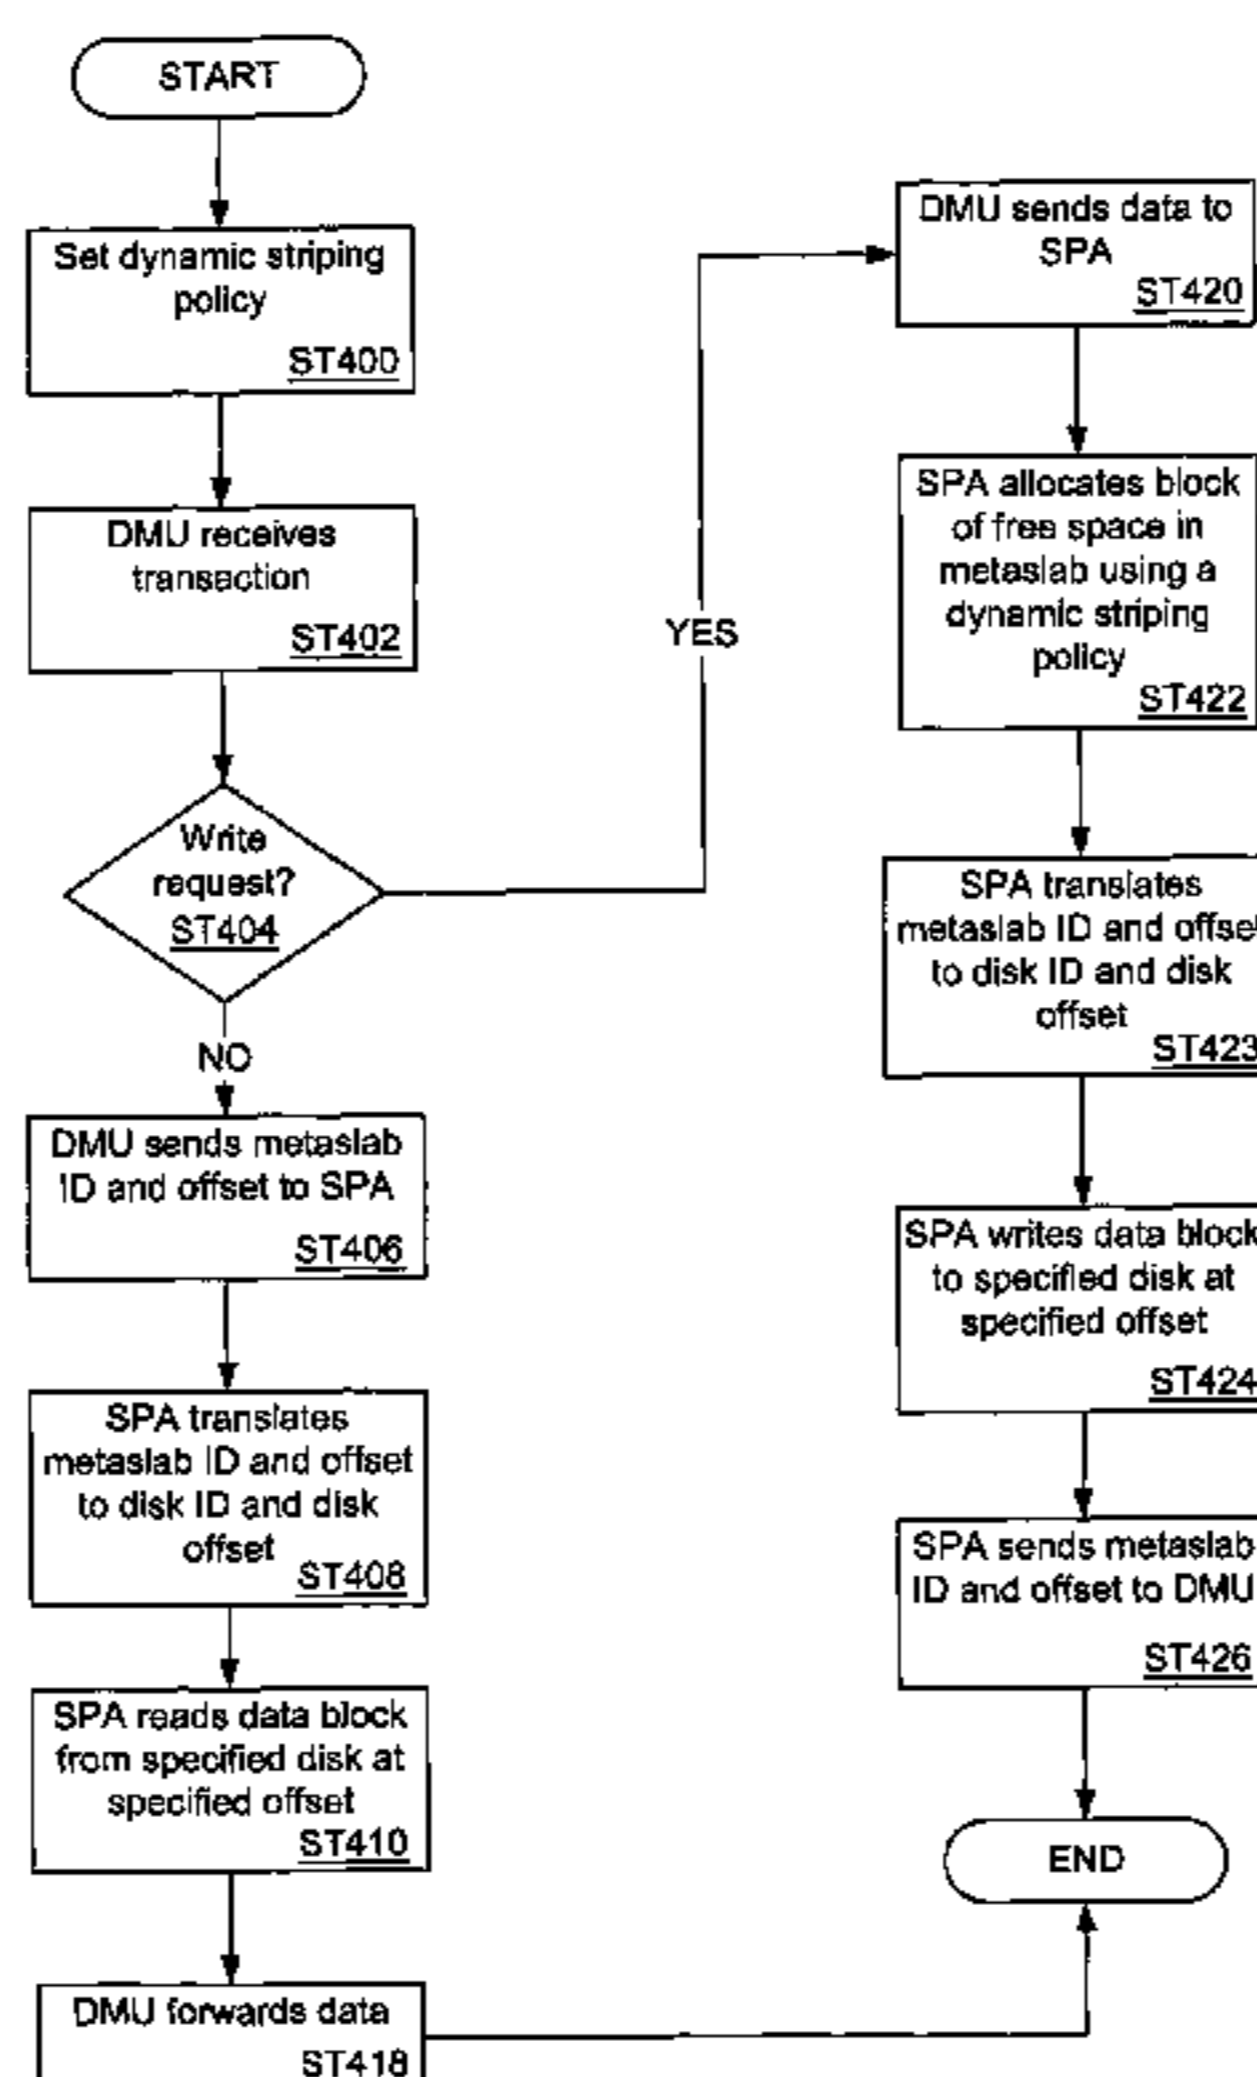 START
Set dynamic striping
policy
ST400
DMU receives
transaction
ST402
Write
request?
ST404
YES
NO
DMU sends metaslab
ID and offset to SPA
ST406
SPA translates
metaslab ID and offset
to disk ID and disk
offset
ST408
SPA reads data block
from specified disk at
specified offset
ST410
DMU forwards data
ST418
DMU sends data to
SPA
ST420
SPA allocates block
of free space in
metaslab using a
dynamic striping
policy
ST422
SPA translates
metaslab ID and offset
to disk ID and disk
offset
ST423
SPA writes data block
to specified disk at
specified offset
ST424
SPA sends metaslab
ID and offset to DMU
ST426
END